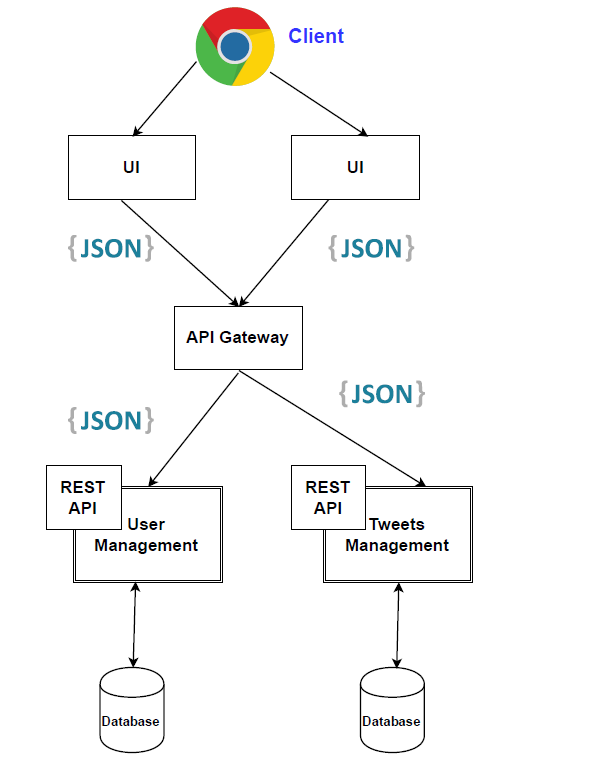 Client
UI
UI
{JSON}
{JSON}
API Gateway
{JSON}
{JSON}
REST
API
User
Management
REST
API
Tweets
Management
Database
Database